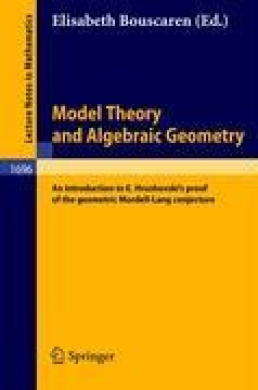 Elisabeth Bouscaren (Ed.)
Lecture Notes in Mathematics
1696
Model Theory
and Algebraic Geometry
An introduction to E. Hrushovski's proof
of the geometric Mordell-Lang conjecture
Springer